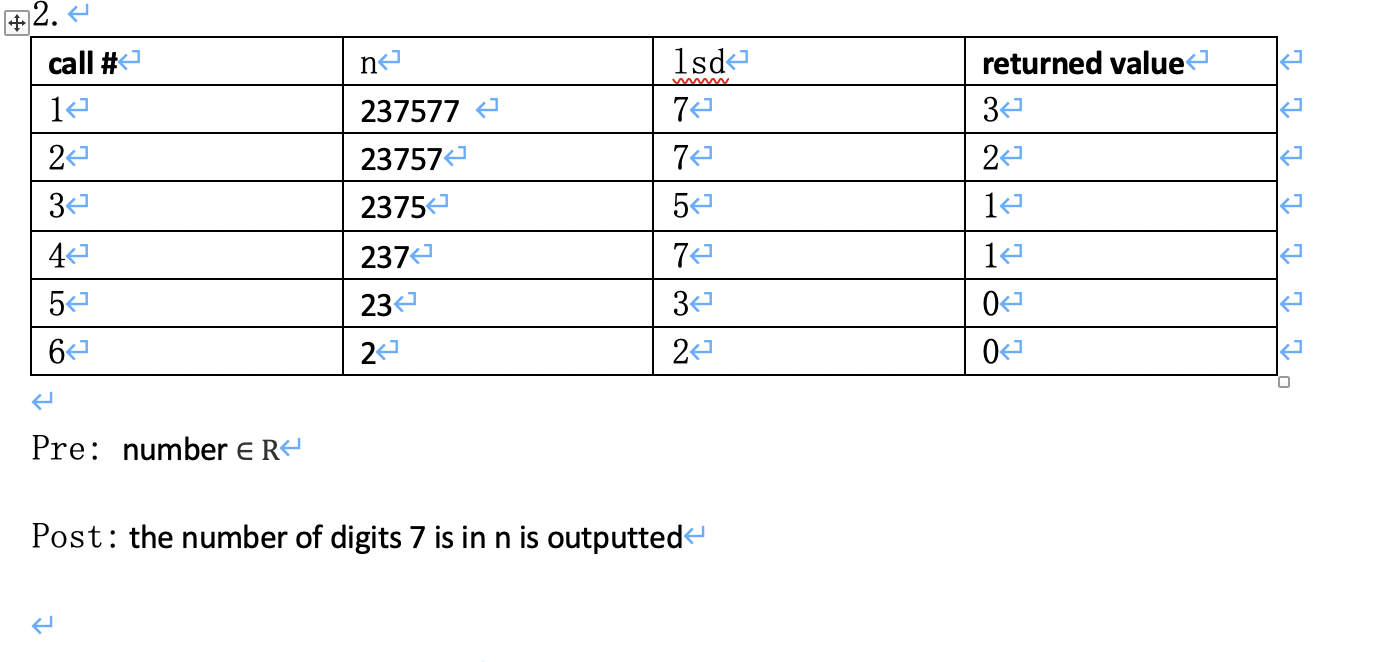 2.
call # n lsd returned value
1 237577 7 3
2 23757 7 2
3 2375 5 1
4 237 7 1
5 23 3 0
6 2 2 0
Pre: number ∈ R
Post: the number of digits 7 is in n is outputted